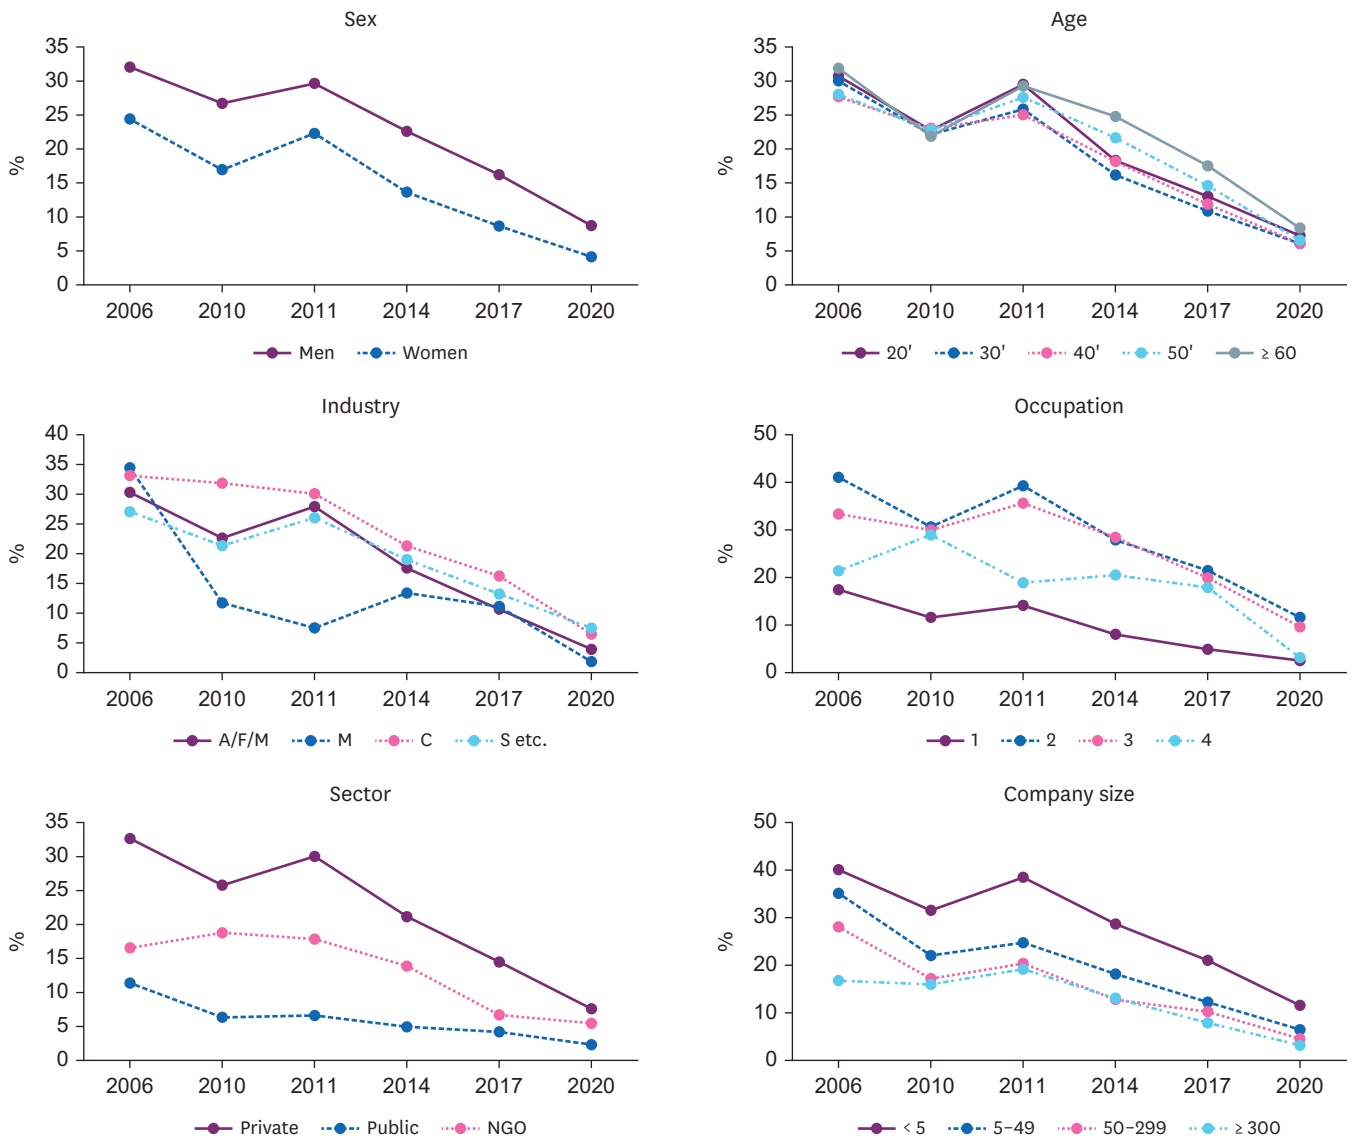 Sex
35
30
25
20
15
10
5
0
%
2006 2010 2011 2014 2017 2020
Men Women
Age
35
30
25
20
15
10
5
0
%
2006 2010 2011 2014 2017 2020
20' 30' 40' 50' ≥ 60
Industry
40
35
30
25
20
15
10
5
0
%
2006 2010 2011 2014 2017 2020
A/F/M M C S etc.
Occupation
50
40
30
20
10
0
%
2006 2010 2011 2014 2017 2020
1 2 3 4
Sector
35
30
25
20
15
10
5
0
%
2006 2010 2011 2014 2017 2020
Private Public NGO
Company size
50
40
30
20
10
0
%
2006 2010 2011 2014 2017 2020
< 5 5–49 50–299 ≥ 300